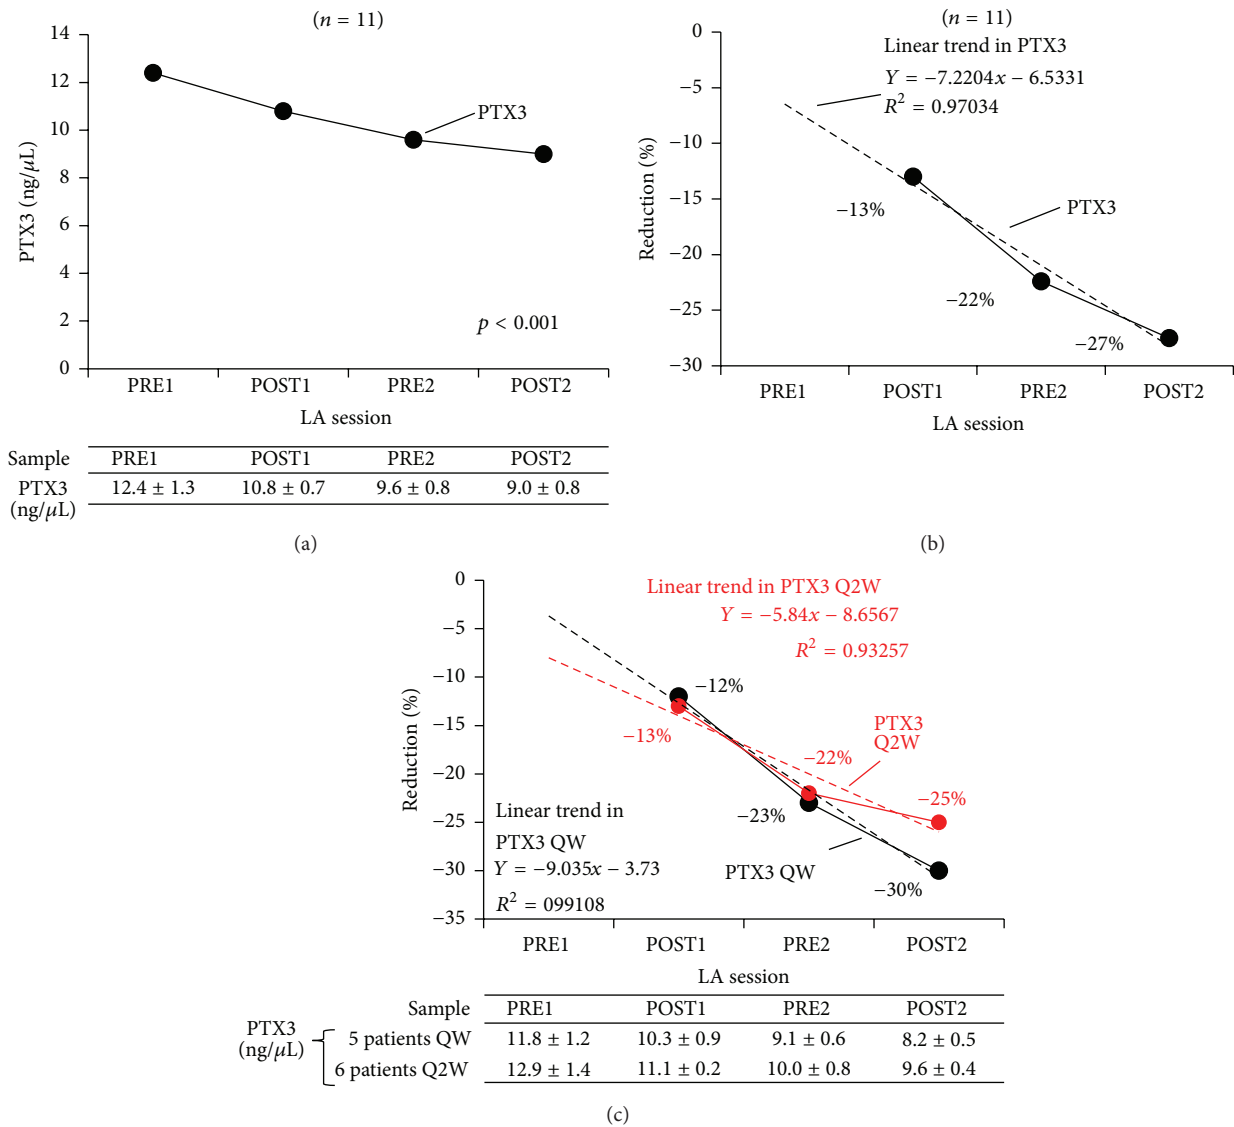 (n = 11)
14
12
10
8
6
4
2
0
PTX3 (ng/μL)
PTX3
p < 0.001
PRE1 POST1 PRE2 POST2
LA session
Sample PRE1 POST1 PRE2 POST2
PTX3 (ng/μL) 12.4 ± 1.3 10.8 ± 0.7 9.6 ± 0.8 9.0 ± 0.8
(a)
(n = 11)
0
−5
−10
−15
−20
−25
−30
Reduction (%)
Linear trend in PTX3
Y = −7.2204x − 6.5331
R² = 0.97034
PTX3
−13%
−22%
−27%
PRE1 POST1 PRE2 POST2
LA session
(b)
0
−5
−10
−15
−20
−25
−30
−35
Reduction (%)
Linear trend in PTX3 Q2W
Y = −5.84x − 8.6567
R² = 0.93257
−12%
−13%
PTX3
Q2W
−22%
−25%
−23%
−30%
Linear trend in
PTX3 QW
Y = −9.035x − 3.73
R² = 099108
PTX3 QW
PRE1 POST1 PRE2 POST2
LA session
Sample PRE1 POST1 PRE2 POST2
PTX3
(ng/μL)
5 patients QW 11.8 ± 1.2 10.3 ± 0.9 9.1 ± 0.6 8.2 ± 0.5
6 patients Q2W 12.9 ± 1.4 11.1 ± 0.2 10.0 ± 0.8 9.6 ± 0.4
(c)